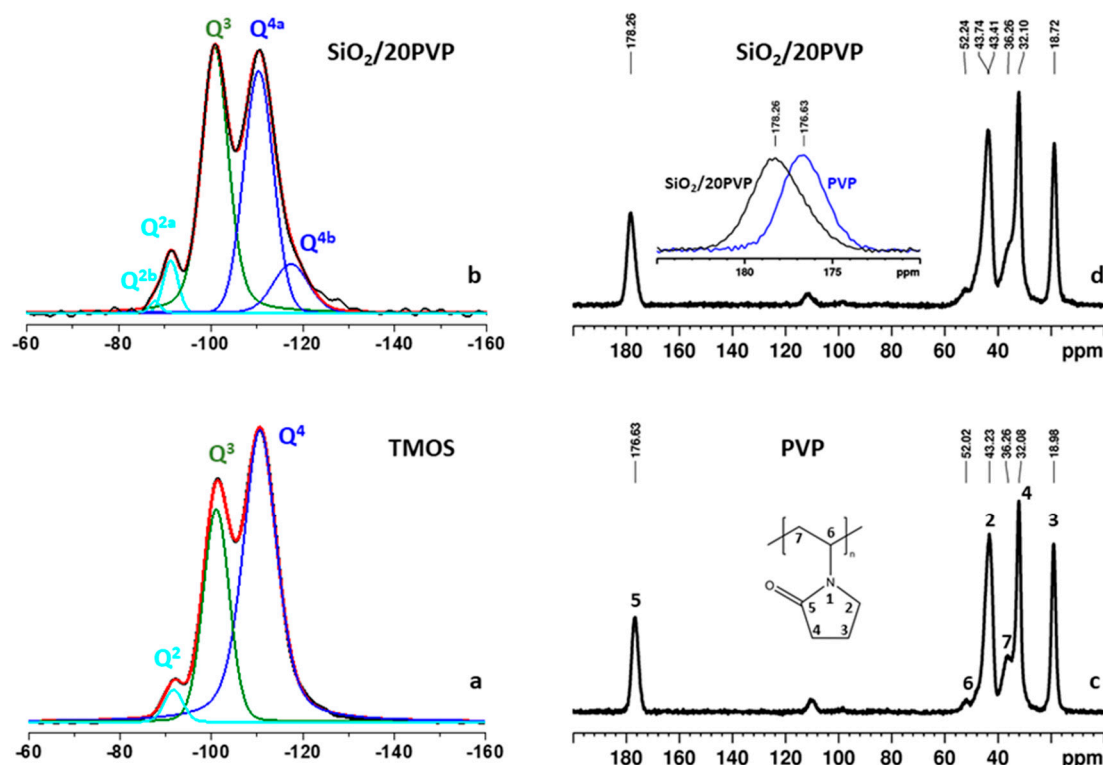 Q³
Q⁴ᵃ
SiO₂/20PVP
Q²ᵃ
Q²ᵇ
Q⁴ᵇ
b
-60 -80 -100 -120 -140 -160
178.26
52.24
43.74
43.41
36.26
32.10
18.72
SiO₂/20PVP
178.26
176.63
SiO₂/20PVP
PVP
180 175 ppm
d
180 160 140 120 100 80 60 40 ppm
Q³
Q⁴
TMOS
Q²
a
-60 -80 -100 -120 -140 -160
176.63
52.02
43.23
36.26
32.08
18.98
PVP
4
2
3
7
6
n
O
N
1
5
2
4
3
5
7
6
c
180 160 140 120 100 80 60 40 ppm